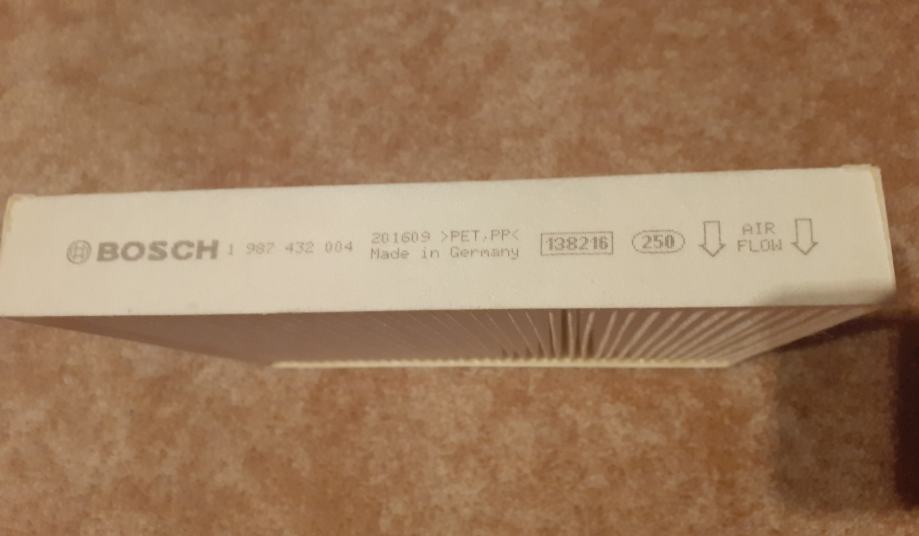 BOSCH 1 987 432 004
201609 >PET,PP<
Made in Germany
138216
250
AIR
FLOW